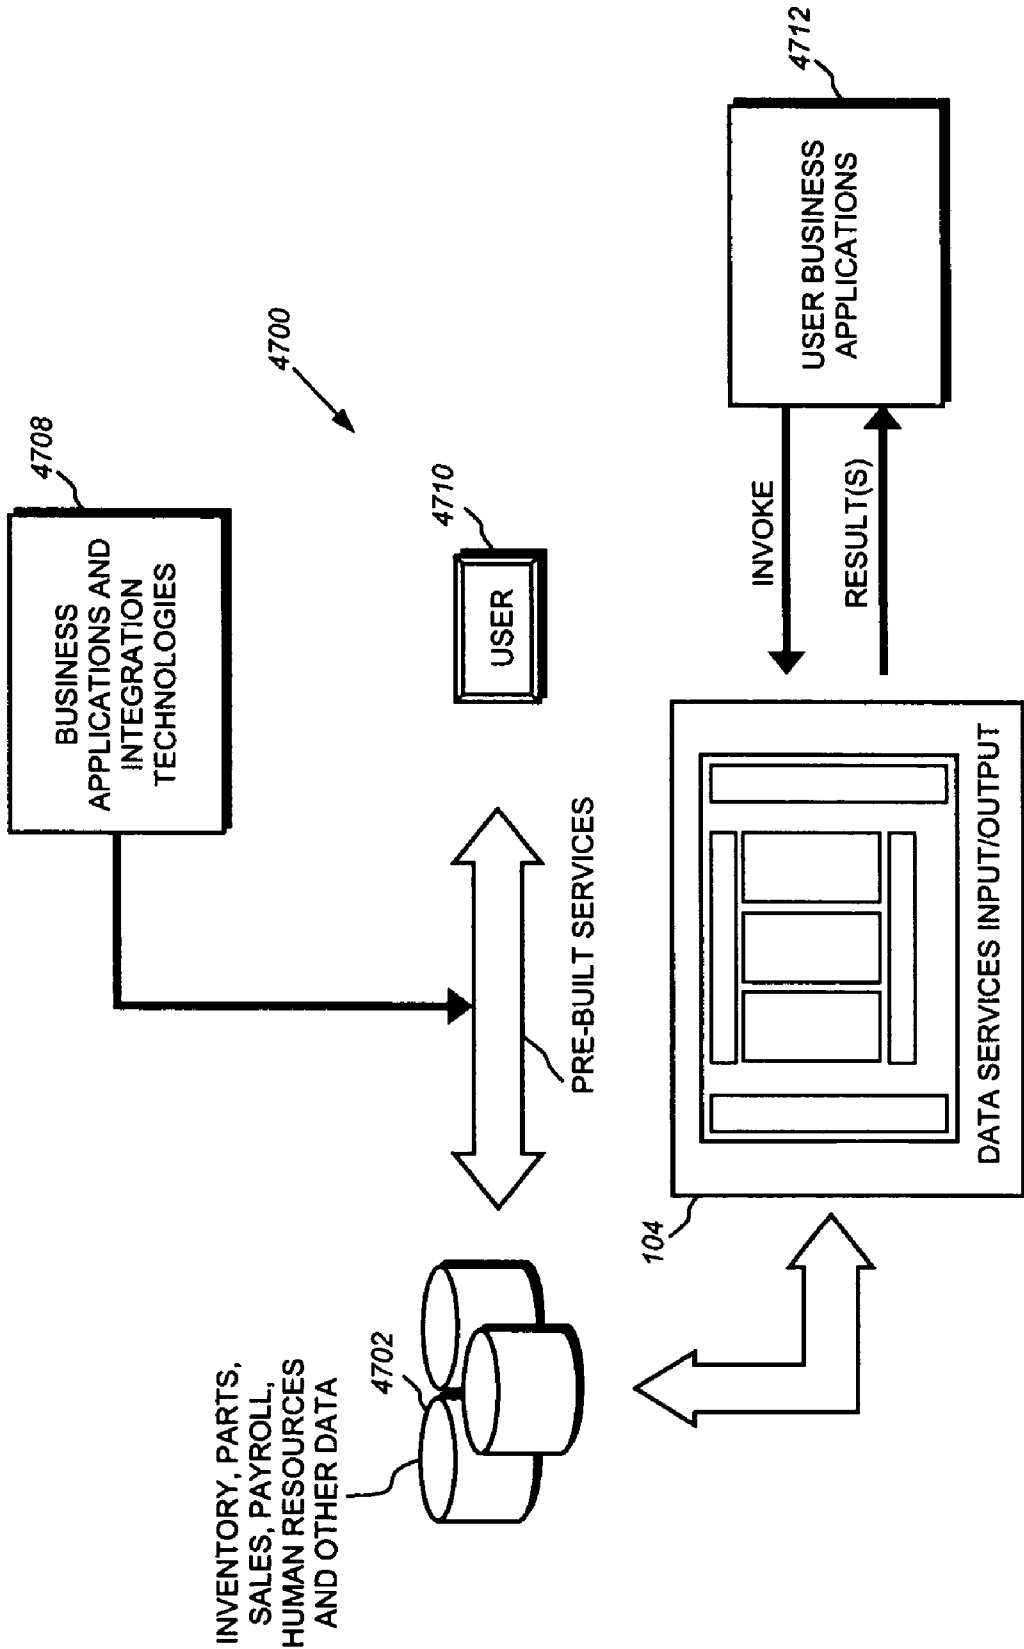 4708
BUSINESS
APPLICATIONS AND
INTEGRATION
TECHNOLOGIES
4700
INVENTORY, PARTS,
SALES, PAYROLL,
HUMAN RESOURCES
AND OTHER DATA
4702
PRE-BUILT SERVICES
4710
USER
104
DATA SERVICES INPUT/OUTPUT
INVOKE
RESULT(S)
4712
USER BUSINESS
APPLICATIONS